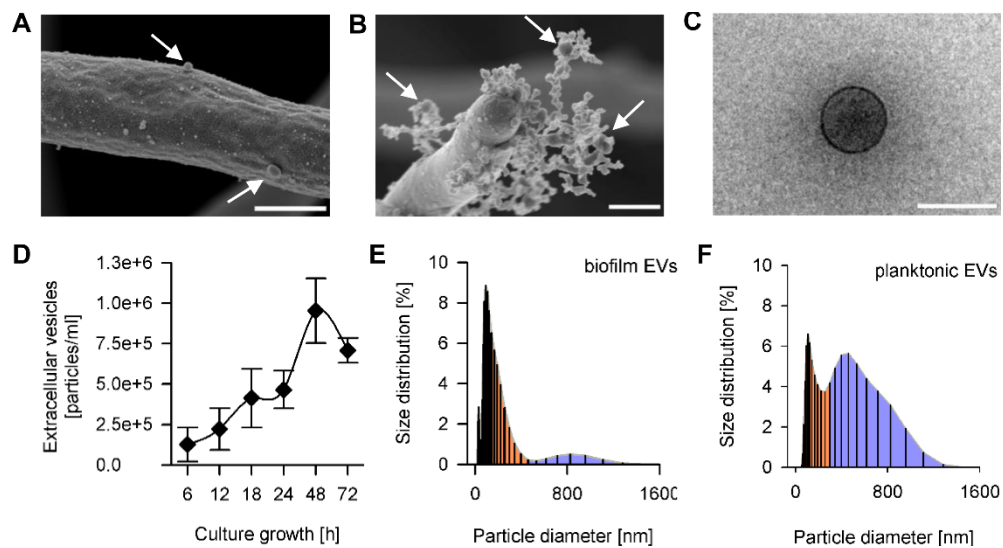 A
B
C
D
Extracellular vesicles
[particles/ml]
1.3e+6
1.0e+6
7.5e+5
5.0e+5
2.5e+5
0.0
6 12 18 24 48 72
Culture growth [h]
E
biofilm EVs
Size distribution [%]
10
8
6
4
2
0
0 800 1600
Particle diameter [nm]
F
planktonic EVs
Size distribution [%]
10
8
6
4
2
0
0 800 1600
Particle diameter [nm]